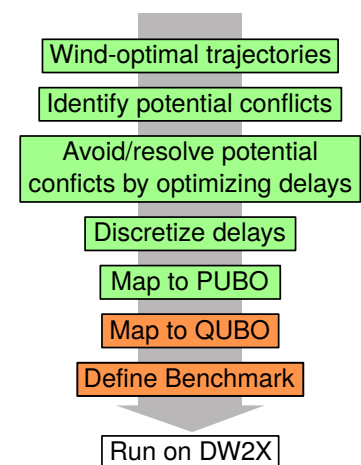 Wind-optimal trajectories
Identify potential conflicts
Avoid/resolve potential
conficts by optimizing delays
Discretize delays
Map to PUBO
Map to QUBO
Define Benchmark
Run on DW2X